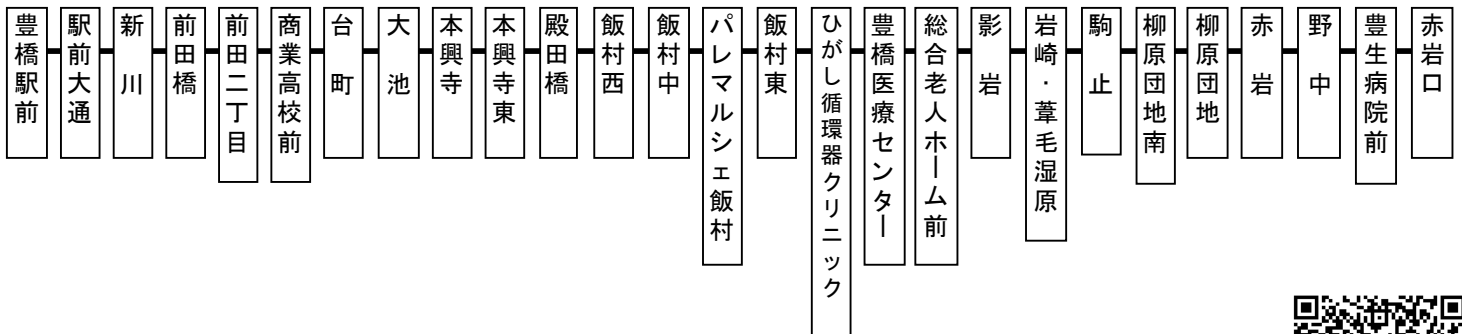 豊橋駅前
駅前大通
新川
前田橋
前田二丁目
商業高校前
台町
大池
本興寺
本興寺東
殿田橋
飯村西
飯村中
パレマルシェ飯村
飯村東
ひがし循環器クリニック
豊橋医療センター
総合老人ホーム前
影岩
岩崎・葦毛湿原
駒止
柳原団地南
柳原団地
赤岩
野中
豊生病院前
赤岩口